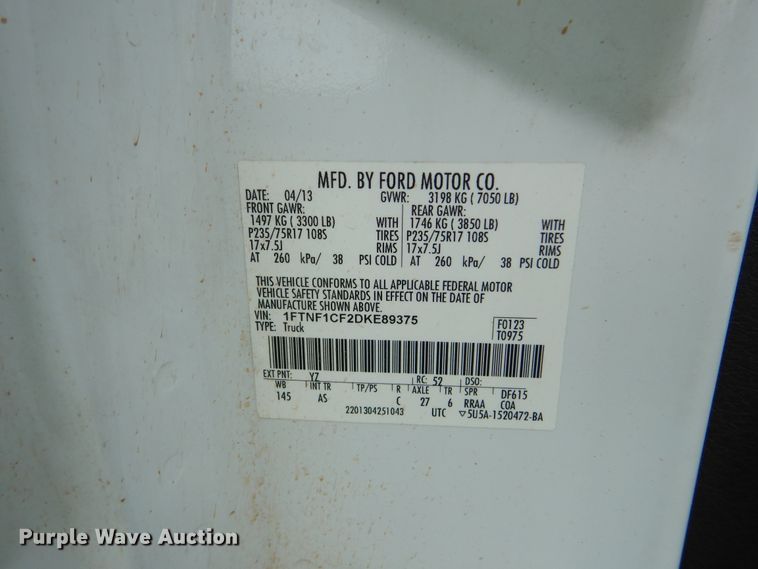 MFD. BY FORD MOTOR CO.
DATE: 04/13 GVWR: 3198 KG ( 7050 LB)
FRONT GAWR: REAR GAWR:
1497 KG ( 3300 LB) WITH 1746 KG ( 3850 LB) WITH
P235/75R17 108S TIRES P235/75R17 108S TIRES
17x7.5J RIMS 17x7.5J RIMS
AT 260 kPa/ 38 PSI COLD AT 260 kPa/ 38 PSI COLD
THIS VEHICLE CONFORMS TO ALL APPLICABLE FEDERAL MOTOR
VEHICLE SAFETY STANDARDS IN EFFECT ON THE DATE OF
MANUFACTURE SHOWN ABOVE.
VIN: 1FTNF1CF2DKE89375 F0123
TYPE: Truck T0975
EXT PNT: YZ RC: 52 DSO:
WB INT TR TP/PS R AXLE TR SPR DF615
145 AS C 27 6 RRAA COA
2201304251043 UTC ▽5U5A-1520472-BA
Purple Wave Auction